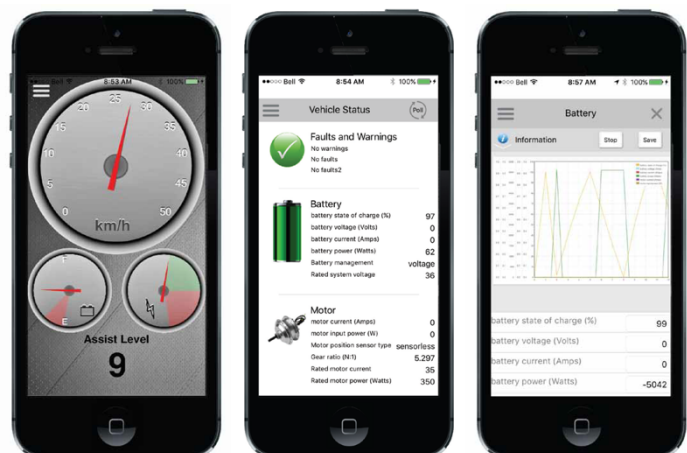 ●●○○○ Bell 8:53 AM 100%
25
20
30
15
10
5
0
50
km/h
F
E
Assist Level
9
●●○○○ Bell 8:54 AM 100%
Vehicle Status
Poll
Faults and Warnings
No warnings
No faults
No faults2
Battery
battery state of charge (%) 97
battery voltage (Volts) 0
battery current (Amps) 0
battery power (Watts) 62
Battery management voltage
Rated system voltage 36
Motor
motor current (Amps) 0
motor input power (W) 0
Motor position sensor type sensorless
Gear ratio (N:1) 5.297
Rated motor current 35
Rated motor power (Watts) 350
●●○○○ Bell 8:57 AM 100%
Battery
Information
Stop
Save
battery state of charge (%) 99
battery voltage (Volts) 0
battery current (Amps) 0
battery power (Watts) -5042